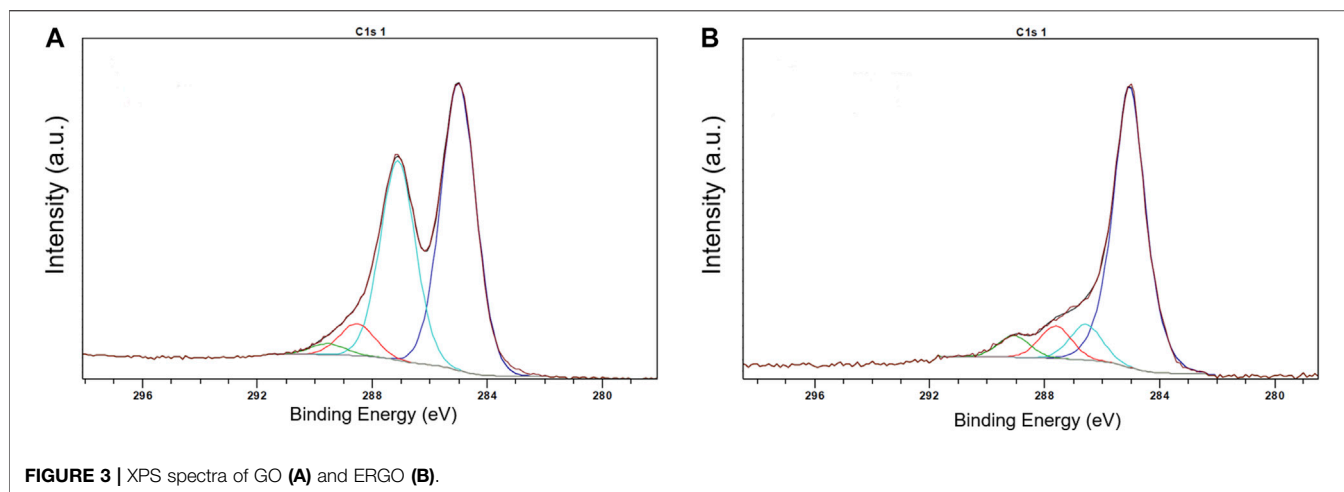 A
C1s 1
Intensity (a.u.)
296 292 288 284 280
Binding Energy (eV)
B
C1s 1
Intensity (a.u.)
296 292 288 284 280
Binding Energy (eV)
FIGURE 3 | XPS spectra of GO (A) and ERGO (B).